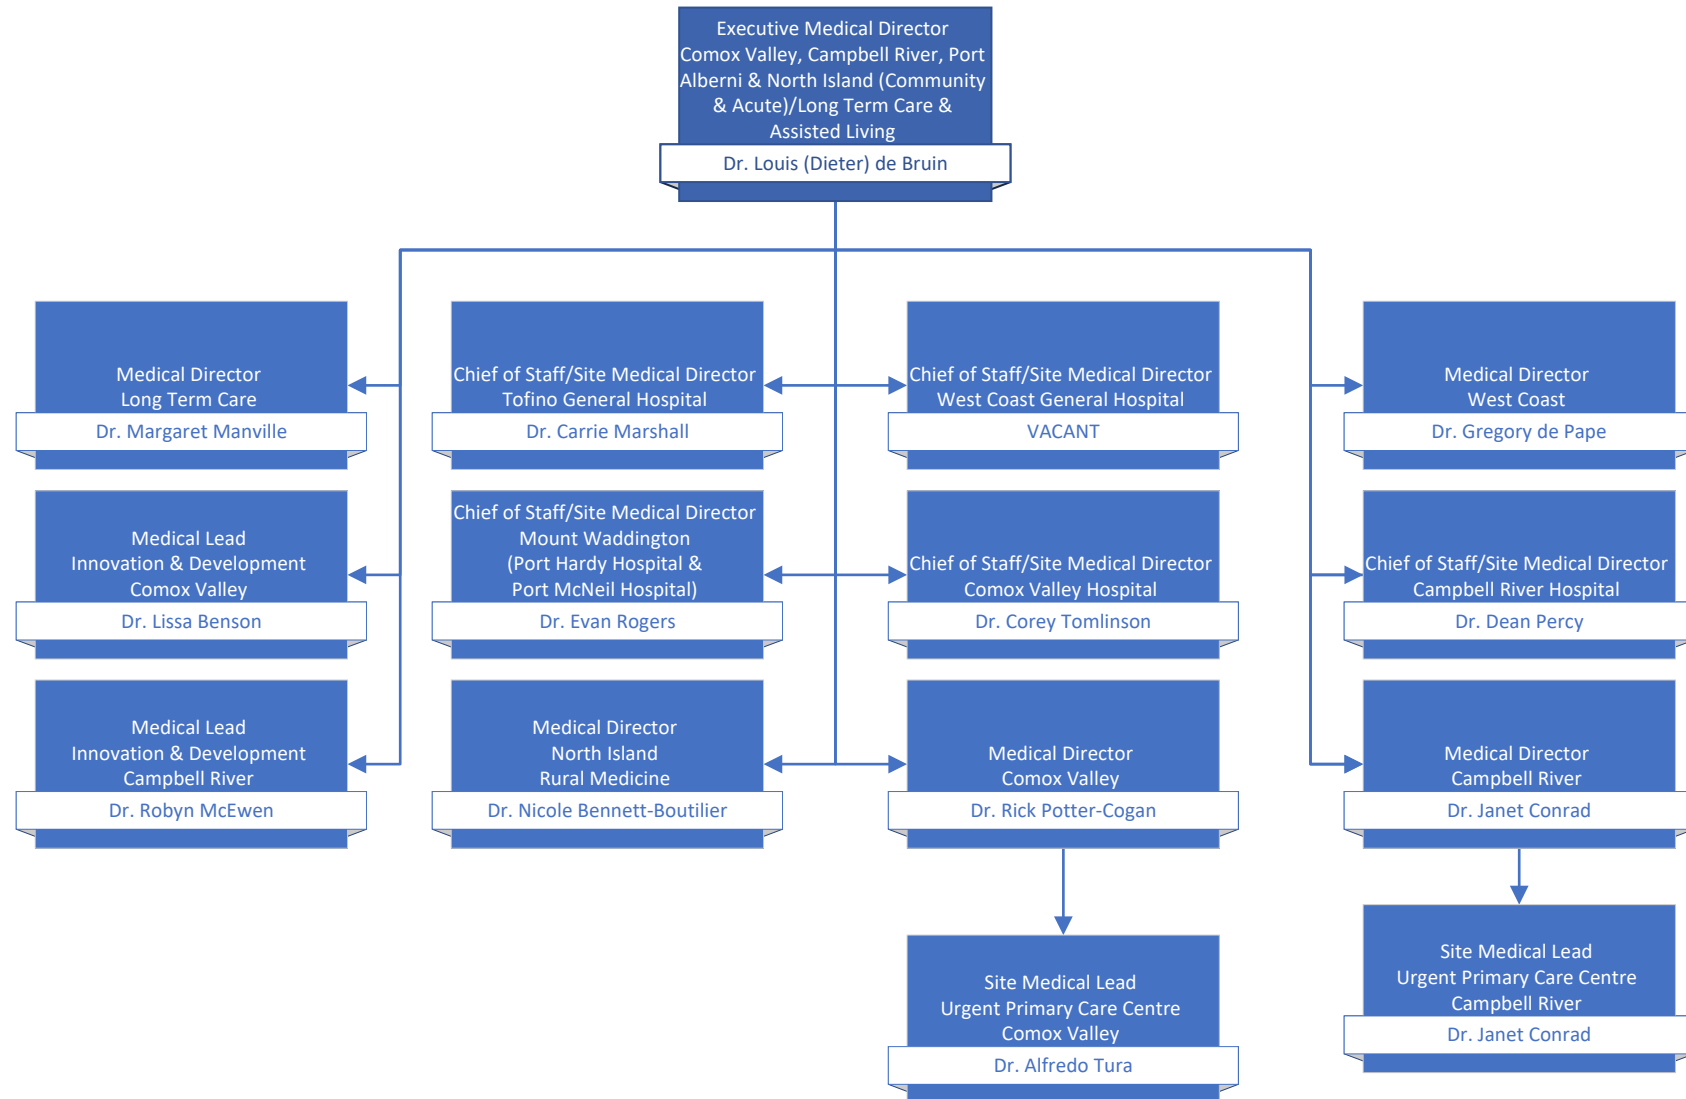 Executive Medical Director
Comox Valley, Campbell River, Port
Alberni & North Island (Community
& Acute)/Long Term Care &
Assisted Living
Dr. Louis (Dieter) de Bruin
Medical Director
Long Term Care
Dr. Margaret Manville
Chief of Staff/Site Medical Director
Tofino General Hospital
Dr. Carrie Marshall
Chief of Staff/Site Medical Director
West Coast General Hospital
VACANT
Medical Director
West Coast
Dr. Gregory de Pape
Medical Lead
Innovation & Development
Comox Valley
Dr. Lissa Benson
Chief of Staff/Site Medical Director
Mount Waddington
(Port Hardy Hospital &
Port McNeil Hospital)
Dr. Evan Rogers
Chief of Staff/Site Medical Director
Comox Valley Hospital
Dr. Corey Tomlinson
Chief of Staff/Site Medical Director
Campbell River Hospital
Dr. Dean Percy
Medical Lead
Innovation & Development
Campbell River
Dr. Robyn McEwen
Medical Director
North Island
Rural Medicine
Dr. Nicole Bennett-Boutilier
Medical Director
Comox Valley
Dr. Rick Potter-Cogan
Medical Director
Campbell River
Dr. Janet Conrad
Site Medical Lead
Urgent Primary Care Centre
Comox Valley
Dr. Alfredo Tura
Site Medical Lead
Urgent Primary Care Centre
Campbell River
Dr. Janet Conrad